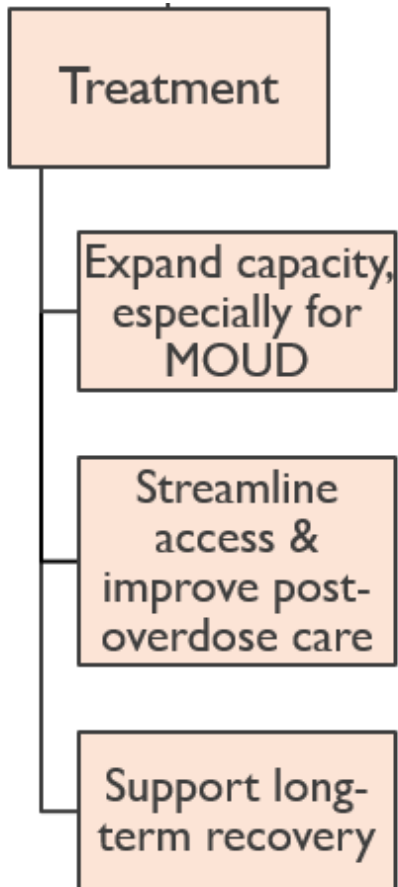 Treatment
Expand capacity,
especially for
MOUD
Streamline
access &
improve post-
overdose care
Support long-
term recovery